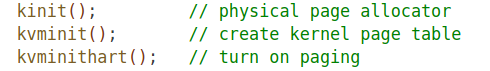 kinit();         // physical page allocator
kvminit();       // create kernel page table
kvminithart();   // turn on paging